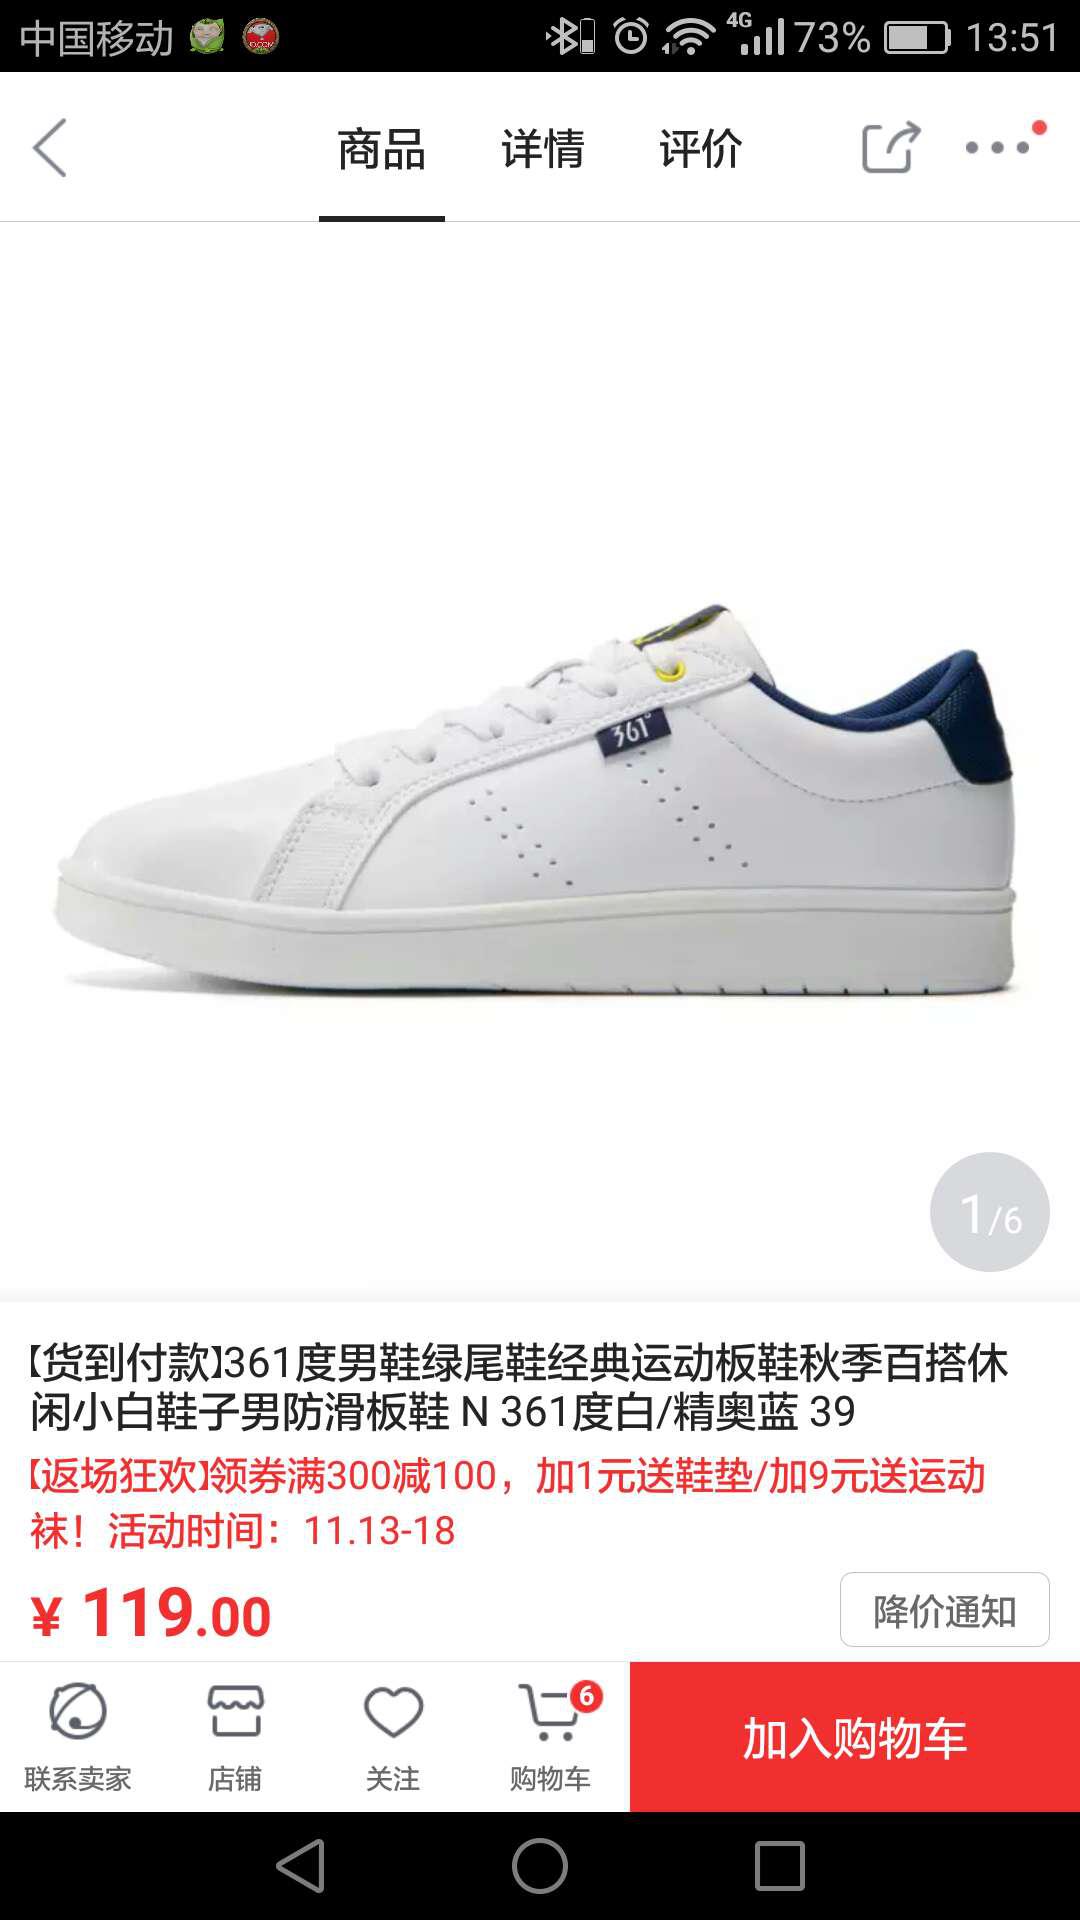 中国移动 4G 73% 13:51
商品 详情 评价
361°
1/6
【货到付款】361度男鞋绿尾鞋经典运动板鞋秋季百搭休
闲小白鞋子男防滑板鞋 N 361度白/精奥蓝 39
【返场狂欢】领券满300减100，加1元送鞋垫/加9元送运动
袜！活动时间：11.13-18
¥ 119.00
降价通知
6
联系卖家 店铺 关注 购物车 加入购物车